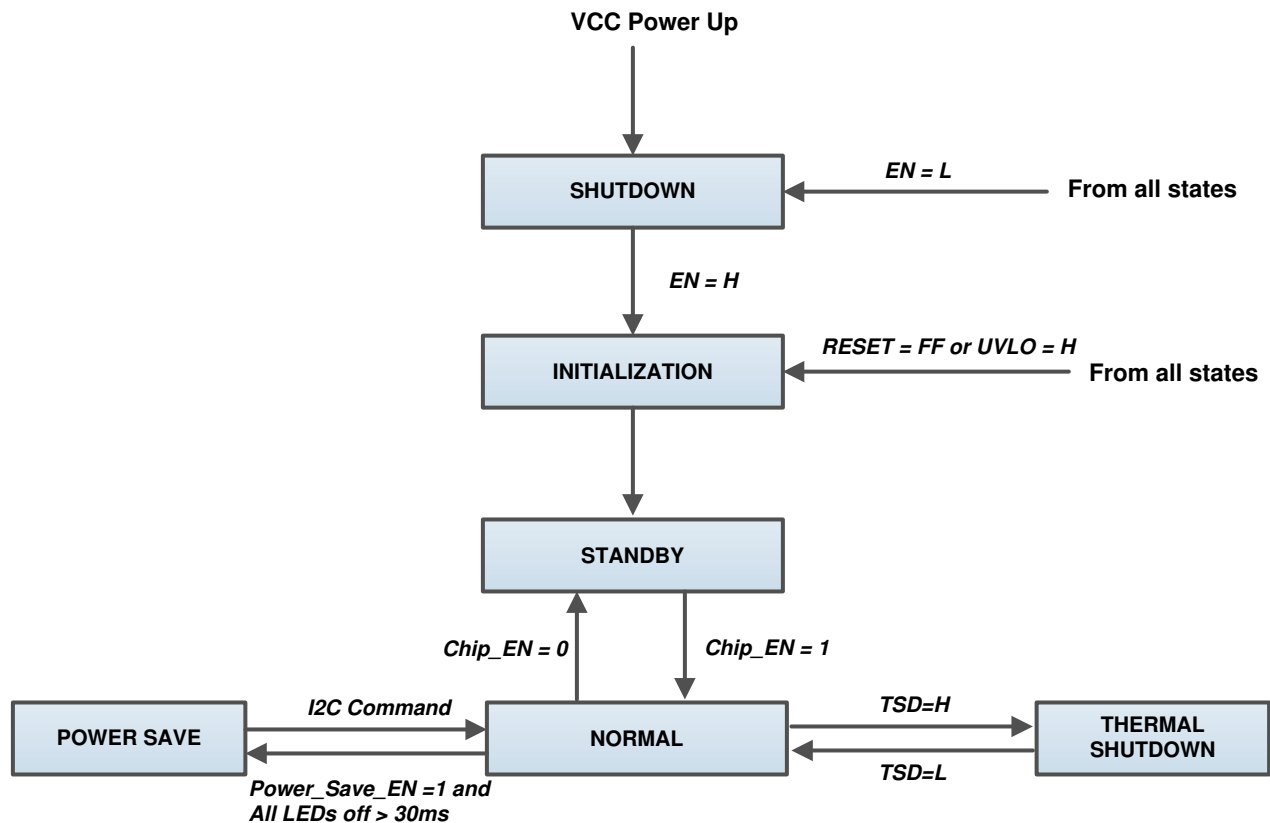 VCC Power Up
SHUTDOWN
EN = L
From all states
EN = H
INITIALIZATION
RESET = FF or UVLO = H
From all states
STANDBY
Chip_EN = 0
Chip_EN = 1
POWER SAVE
I2C Command
NORMAL
TSD=H
THERMAL
SHUTDOWN
Power_Save_EN =1 and
All LEDs off > 30ms
TSD=L